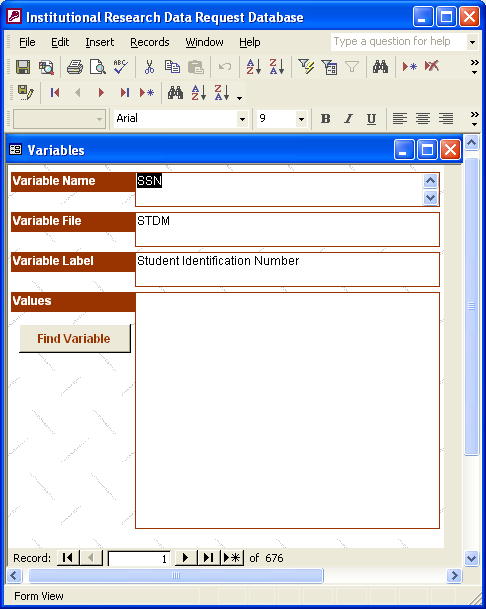 Institutional Research Data Request Database
File Edit Insert Records Window Help Type a question for help
ABC
A Z Z A
A Z Z A
Arial 9 B I U
Variables
Variable Name SSN
Variable File STDM
Variable Label Student Identification Number
Values
Find Variable
Record: 1 of 676
Form View